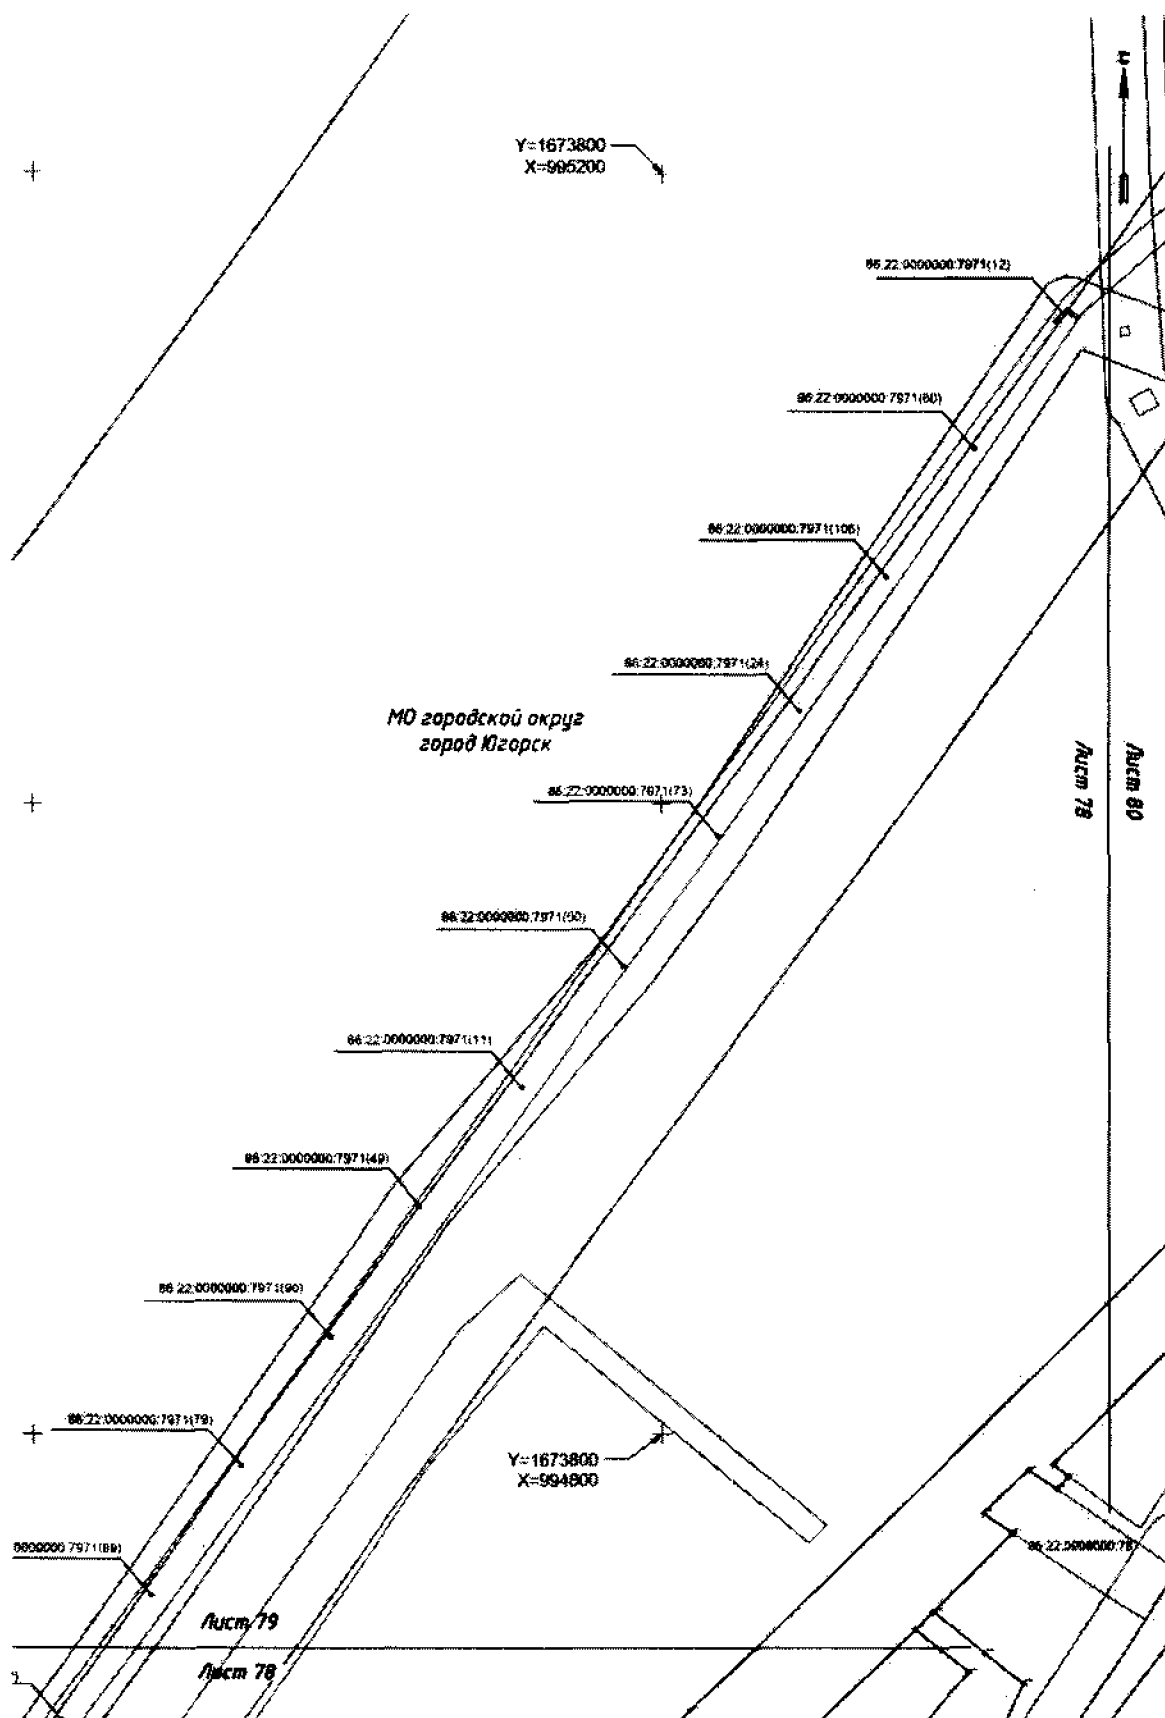 Y=1673800
X=995200
86:22:0000000:7971(12)
86:22:0000000:7971(60)
86:22:0000000:7971(106)
86:22:0000000:7971(24)
МО городской округ
город Югорск
Лист 78
Лист 80
86:22:0000000:7971(73)
86:22:0000000:7971(50)
86:22:0000000:7971(11)
86:22:0000000:7971(49)
86:22:0000000:7971(90)
86:22:0000000:7971(79)
Y=1673800
X=994800
0000000:7971(89)
Лист 79
Лист 78